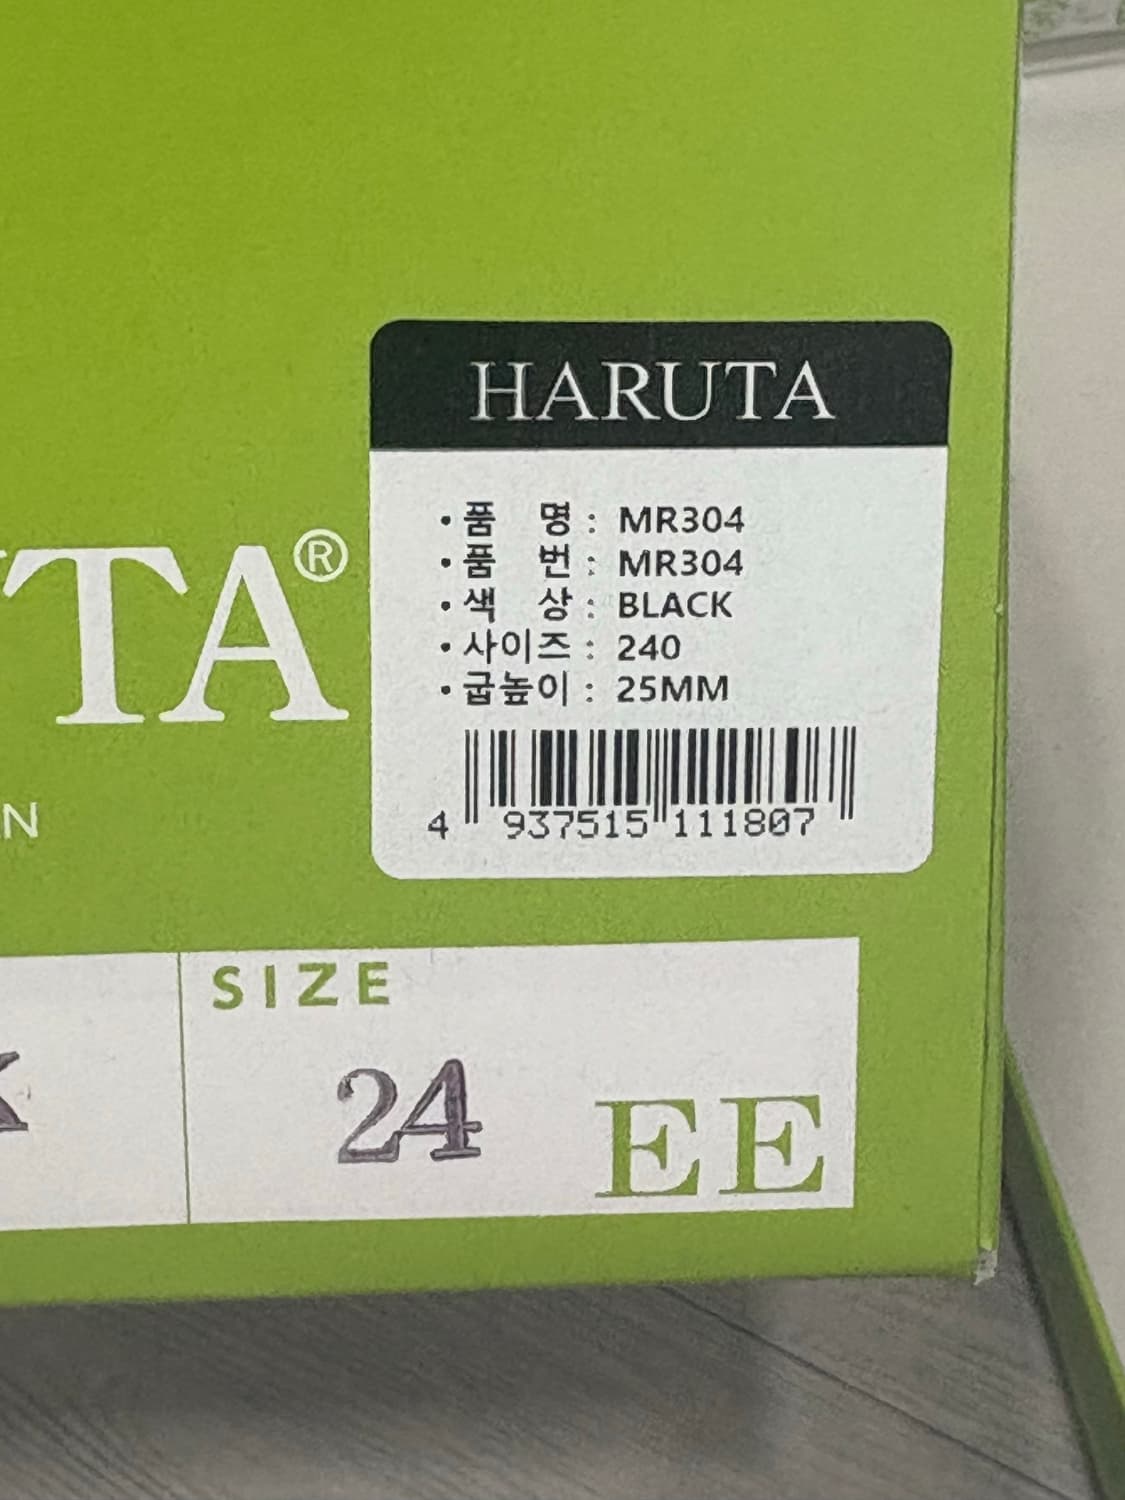 HARUTA
• 품 명 : MR304
• 품 번 : MR304
• 색 상 : BLACK
• 사이즈 : 240
• 굽높이 : 25MM
4 937515 111807
TA®
N
SIZE
24 EE